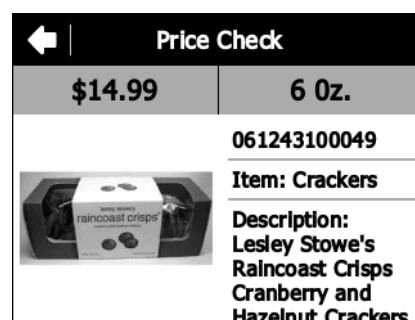 Price Check
$14.99
6 Oz.
061243100049
Item: Crackers
Description:
Lesley Stowe's
Raincoast Crisps
Cranberry and
Hazelnut Crackers
lesley stowe's
raincoast crisps